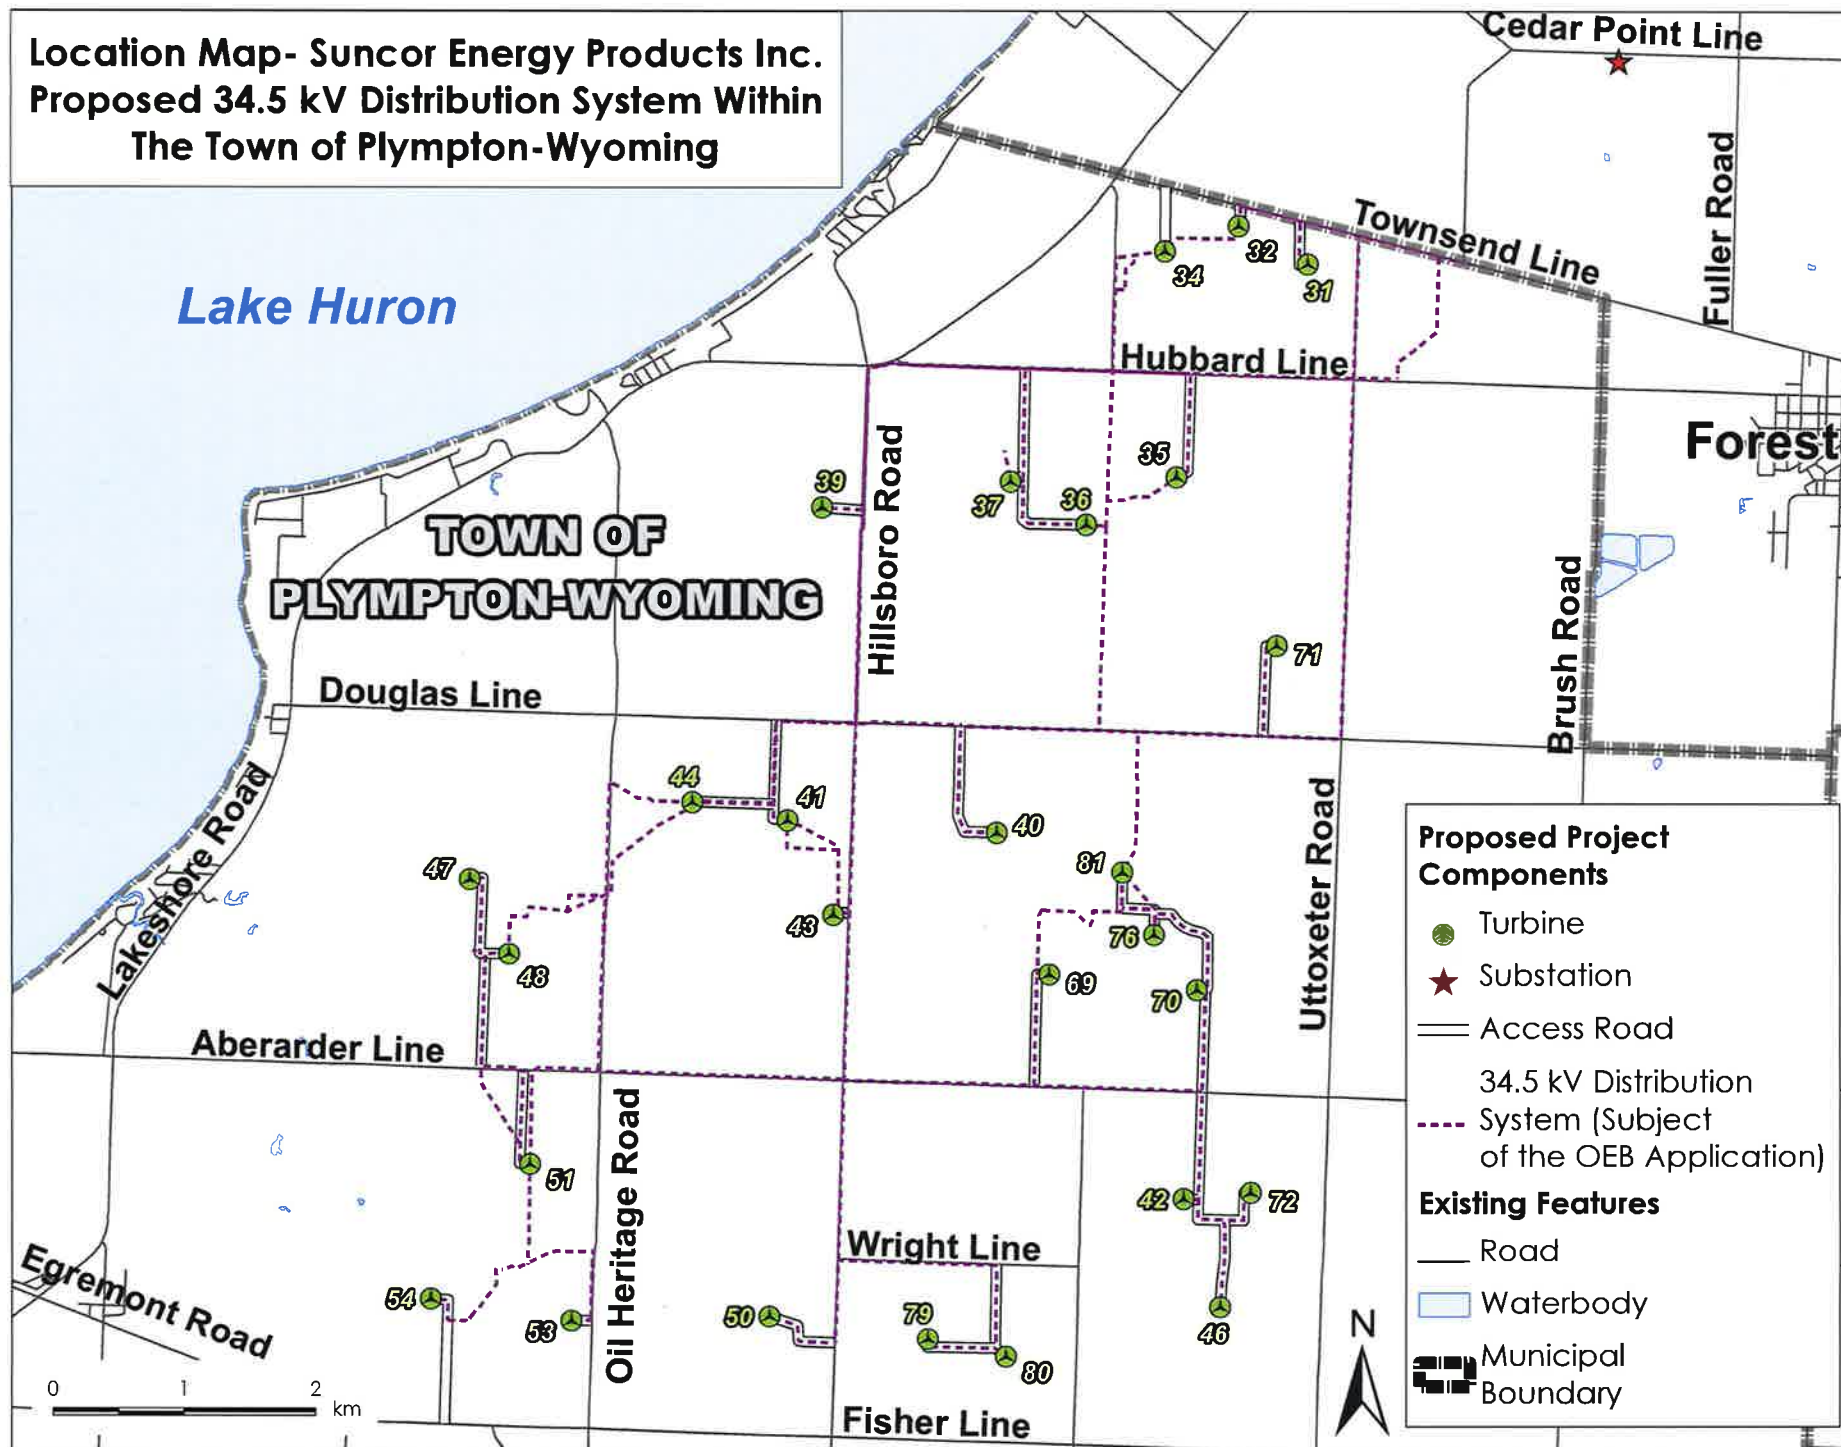 Location Map- Suncor Energy Products Inc.
Proposed 34.5 kV Distribution System Within
The Town of Plympton-Wyoming
Cedar Point Line
Fuller Road
Townsend Line
Lake Huron
32
34
31
Hubbard Line
Forest
35
39
37
36
Hillsboro Road
TOWN OF
PLYMPTON-WYOMING
Brush Road
71
Douglas Line
44
41
40
Uttoxeter Road
Lakeshore Road
47
81
43
76
48
69
70
Aberarder Line
Oil Heritage Road
51
42
72
Wright Line
Egremont Road
54
53
50
79
80
46
Fisher Line
0 1 2
km
N
Proposed Project
Components
Turbine
Substation
Access Road
34.5 kV Distribution
System (Subject
of the OEB Application)
Existing Features
Road
Waterbody
Municipal
Boundary